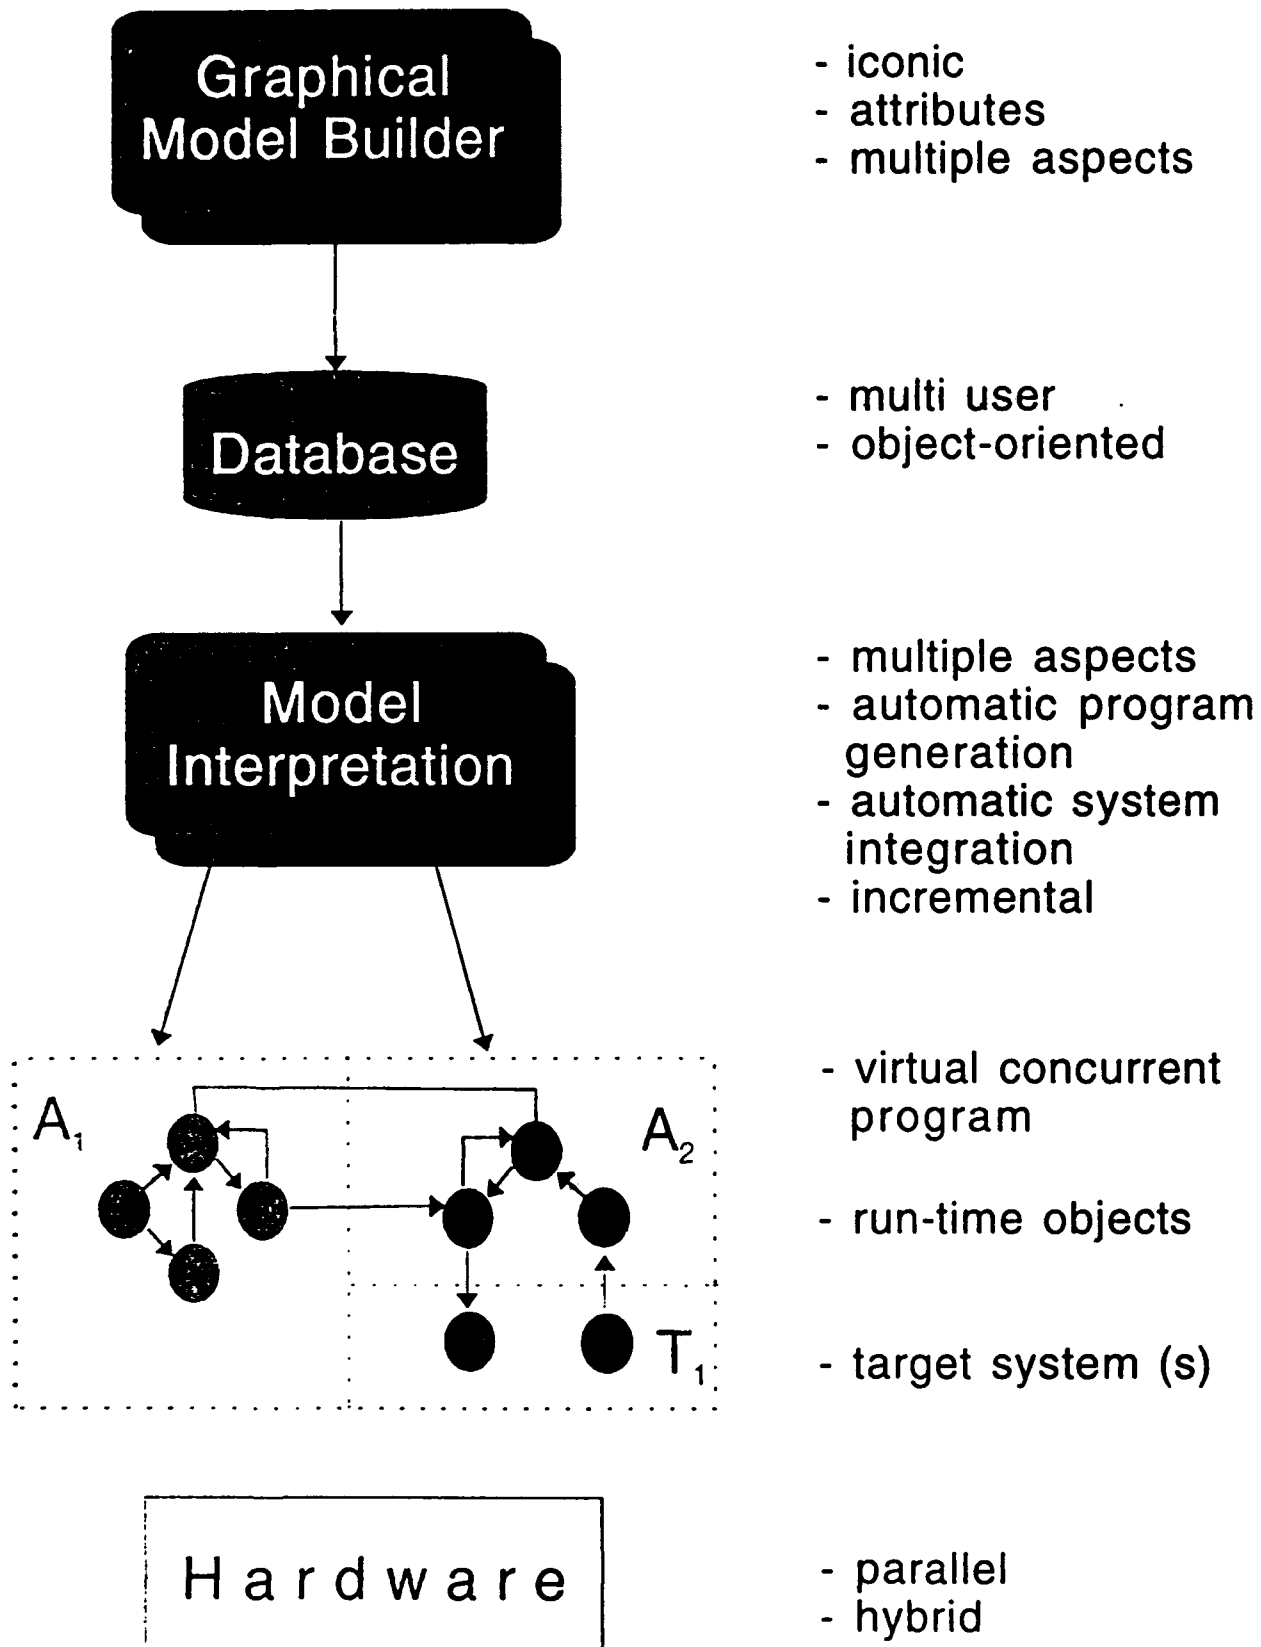 Graphical
Model Builder
- iconic
- attributes
- multiple aspects
Database
- multi user
- object-oriented
Model
Interpretation
- multiple aspects
- automatic program
generation
- automatic system
integration
- incremental
A₁
A₂
T₁
- virtual concurrent
program
- run-time objects
- target system (s)
Hardware
- parallel
- hybrid